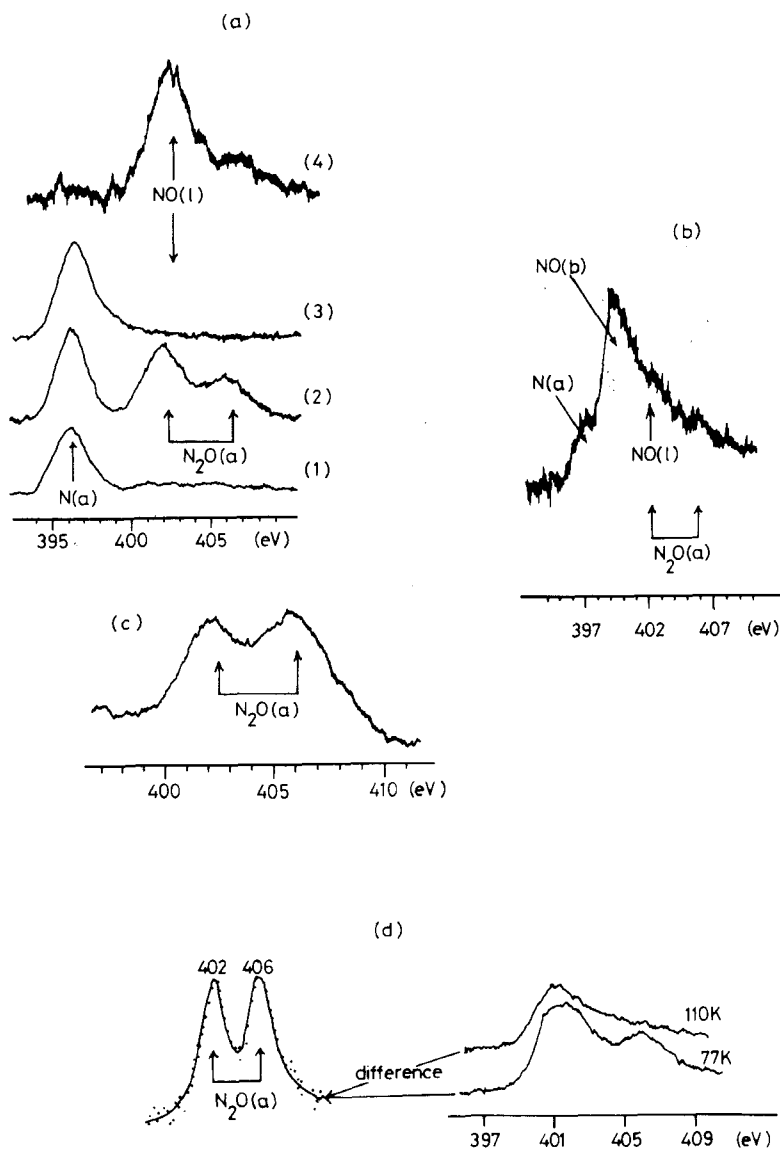 (a)
(4)
NO(l)
(3)
(2)
N₂O(a)
(1)
N(a)
395 400 405 (eV)
(b)
NO(b)
N(a)
NO(l)
N₂O(a)
397 402 407 (eV)
(c)
N₂O(a)
400 405 410 (eV)
(d)
402 406
N₂O(a)
difference
110K
77K
397 401 405 409 (eV)